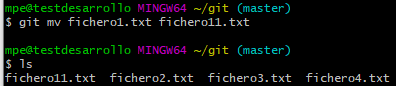 mpe@testdesarrollo MINGW64 ~/git (master)
$ git mv fichero1.txt fichero11.txt
mpe@testdesarrollo MINGW64 ~/git (master)
$ ls
fichero11.txt  fichero2.txt  fichero3.txt  fichero4.txt